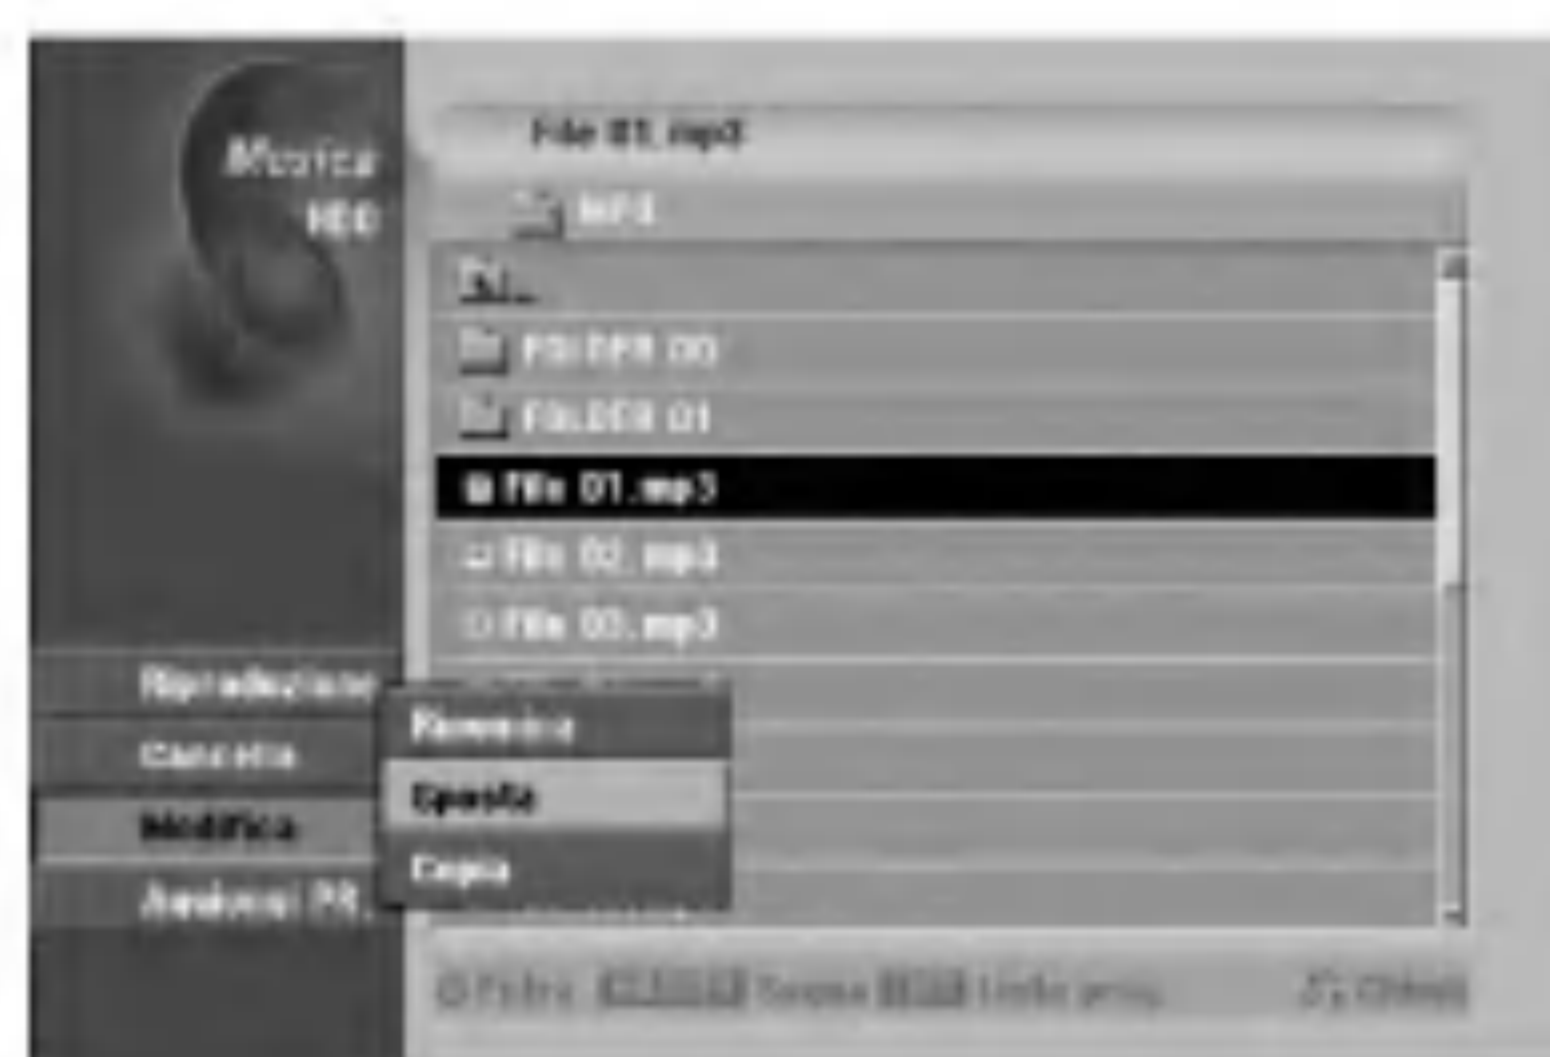 Musica
HDD
File 01.mp3
MP3
..
FOLDER 00
FOLDER 01
File 01.mp3
File 02.mp3
File 03.mp3
Riproduzione
Cancella
Modifica
Rinomina
Sposta
Copia
Chiudi